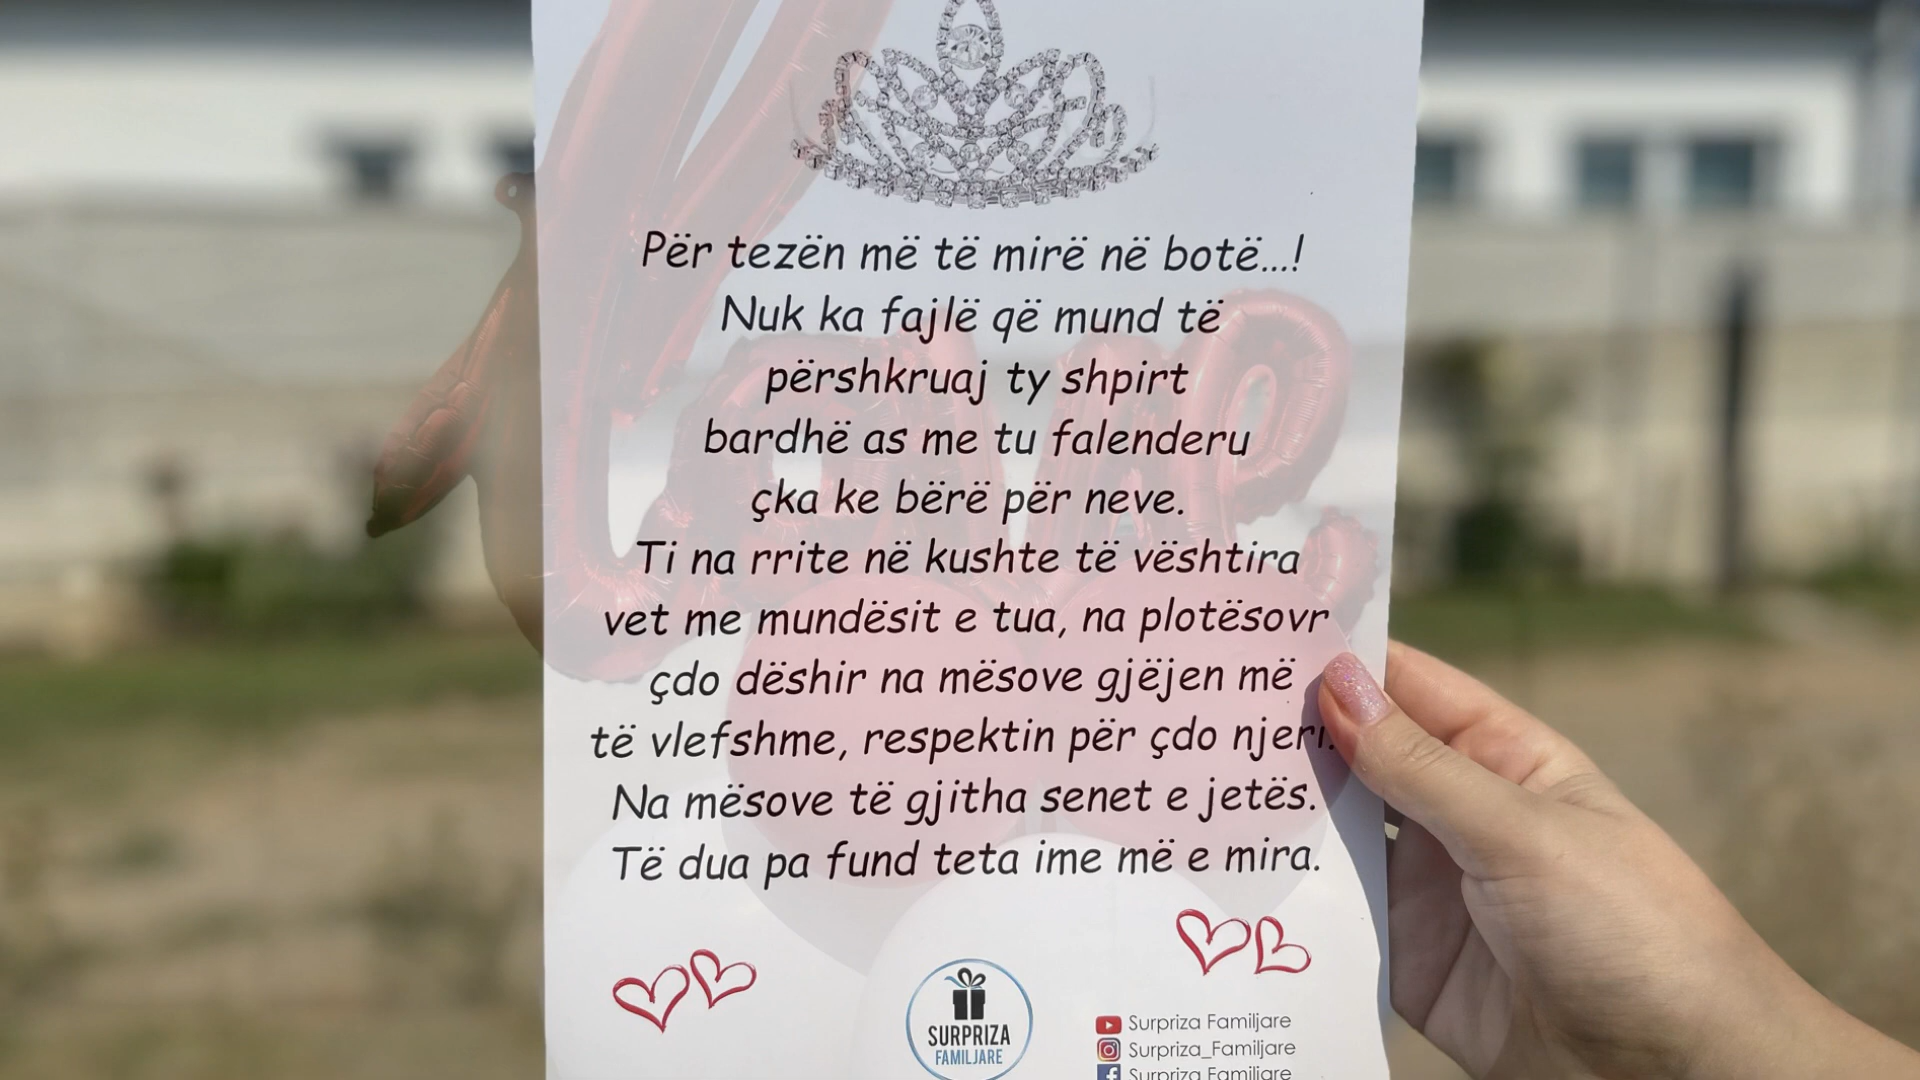 Për tezën më të mirë në botë...!
Nuk ka fajlë që mund të
përshkruaj ty shpirt
bardhë as me tu falenderu
çka ke bërë për neve.
Ti na rrite në kushte të vështira
vet me mundësit e tua, na plotësovr
çdo dëshir na mësove gjëjen më
të vlefshme, respektin për çdo njeri.
Na mësove të gjitha senet e jetës.
Të dua pa fund teta ime më e mira.
SURPRIZA
FAMILJARE
Surpriza Familjare
Surpriza_Familjare
Surpriza Familjare